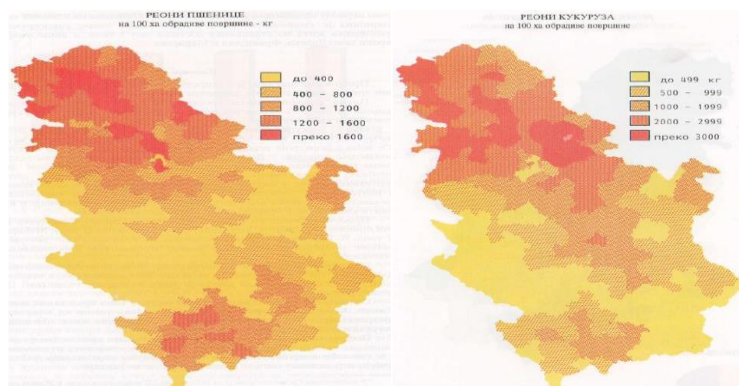 РЕОНИ ПШЕНИЦЕ
на 100 ха обрадиве површине - кг
до 400
400 – 800
800 – 1200
1200 – 1600
преко 1600
РЕОНИ КУКУРУЗА
на 100 ха обрадиве површине
до 499 кг
500 – 999
1000 – 1999
2000 – 2999
преко 3000